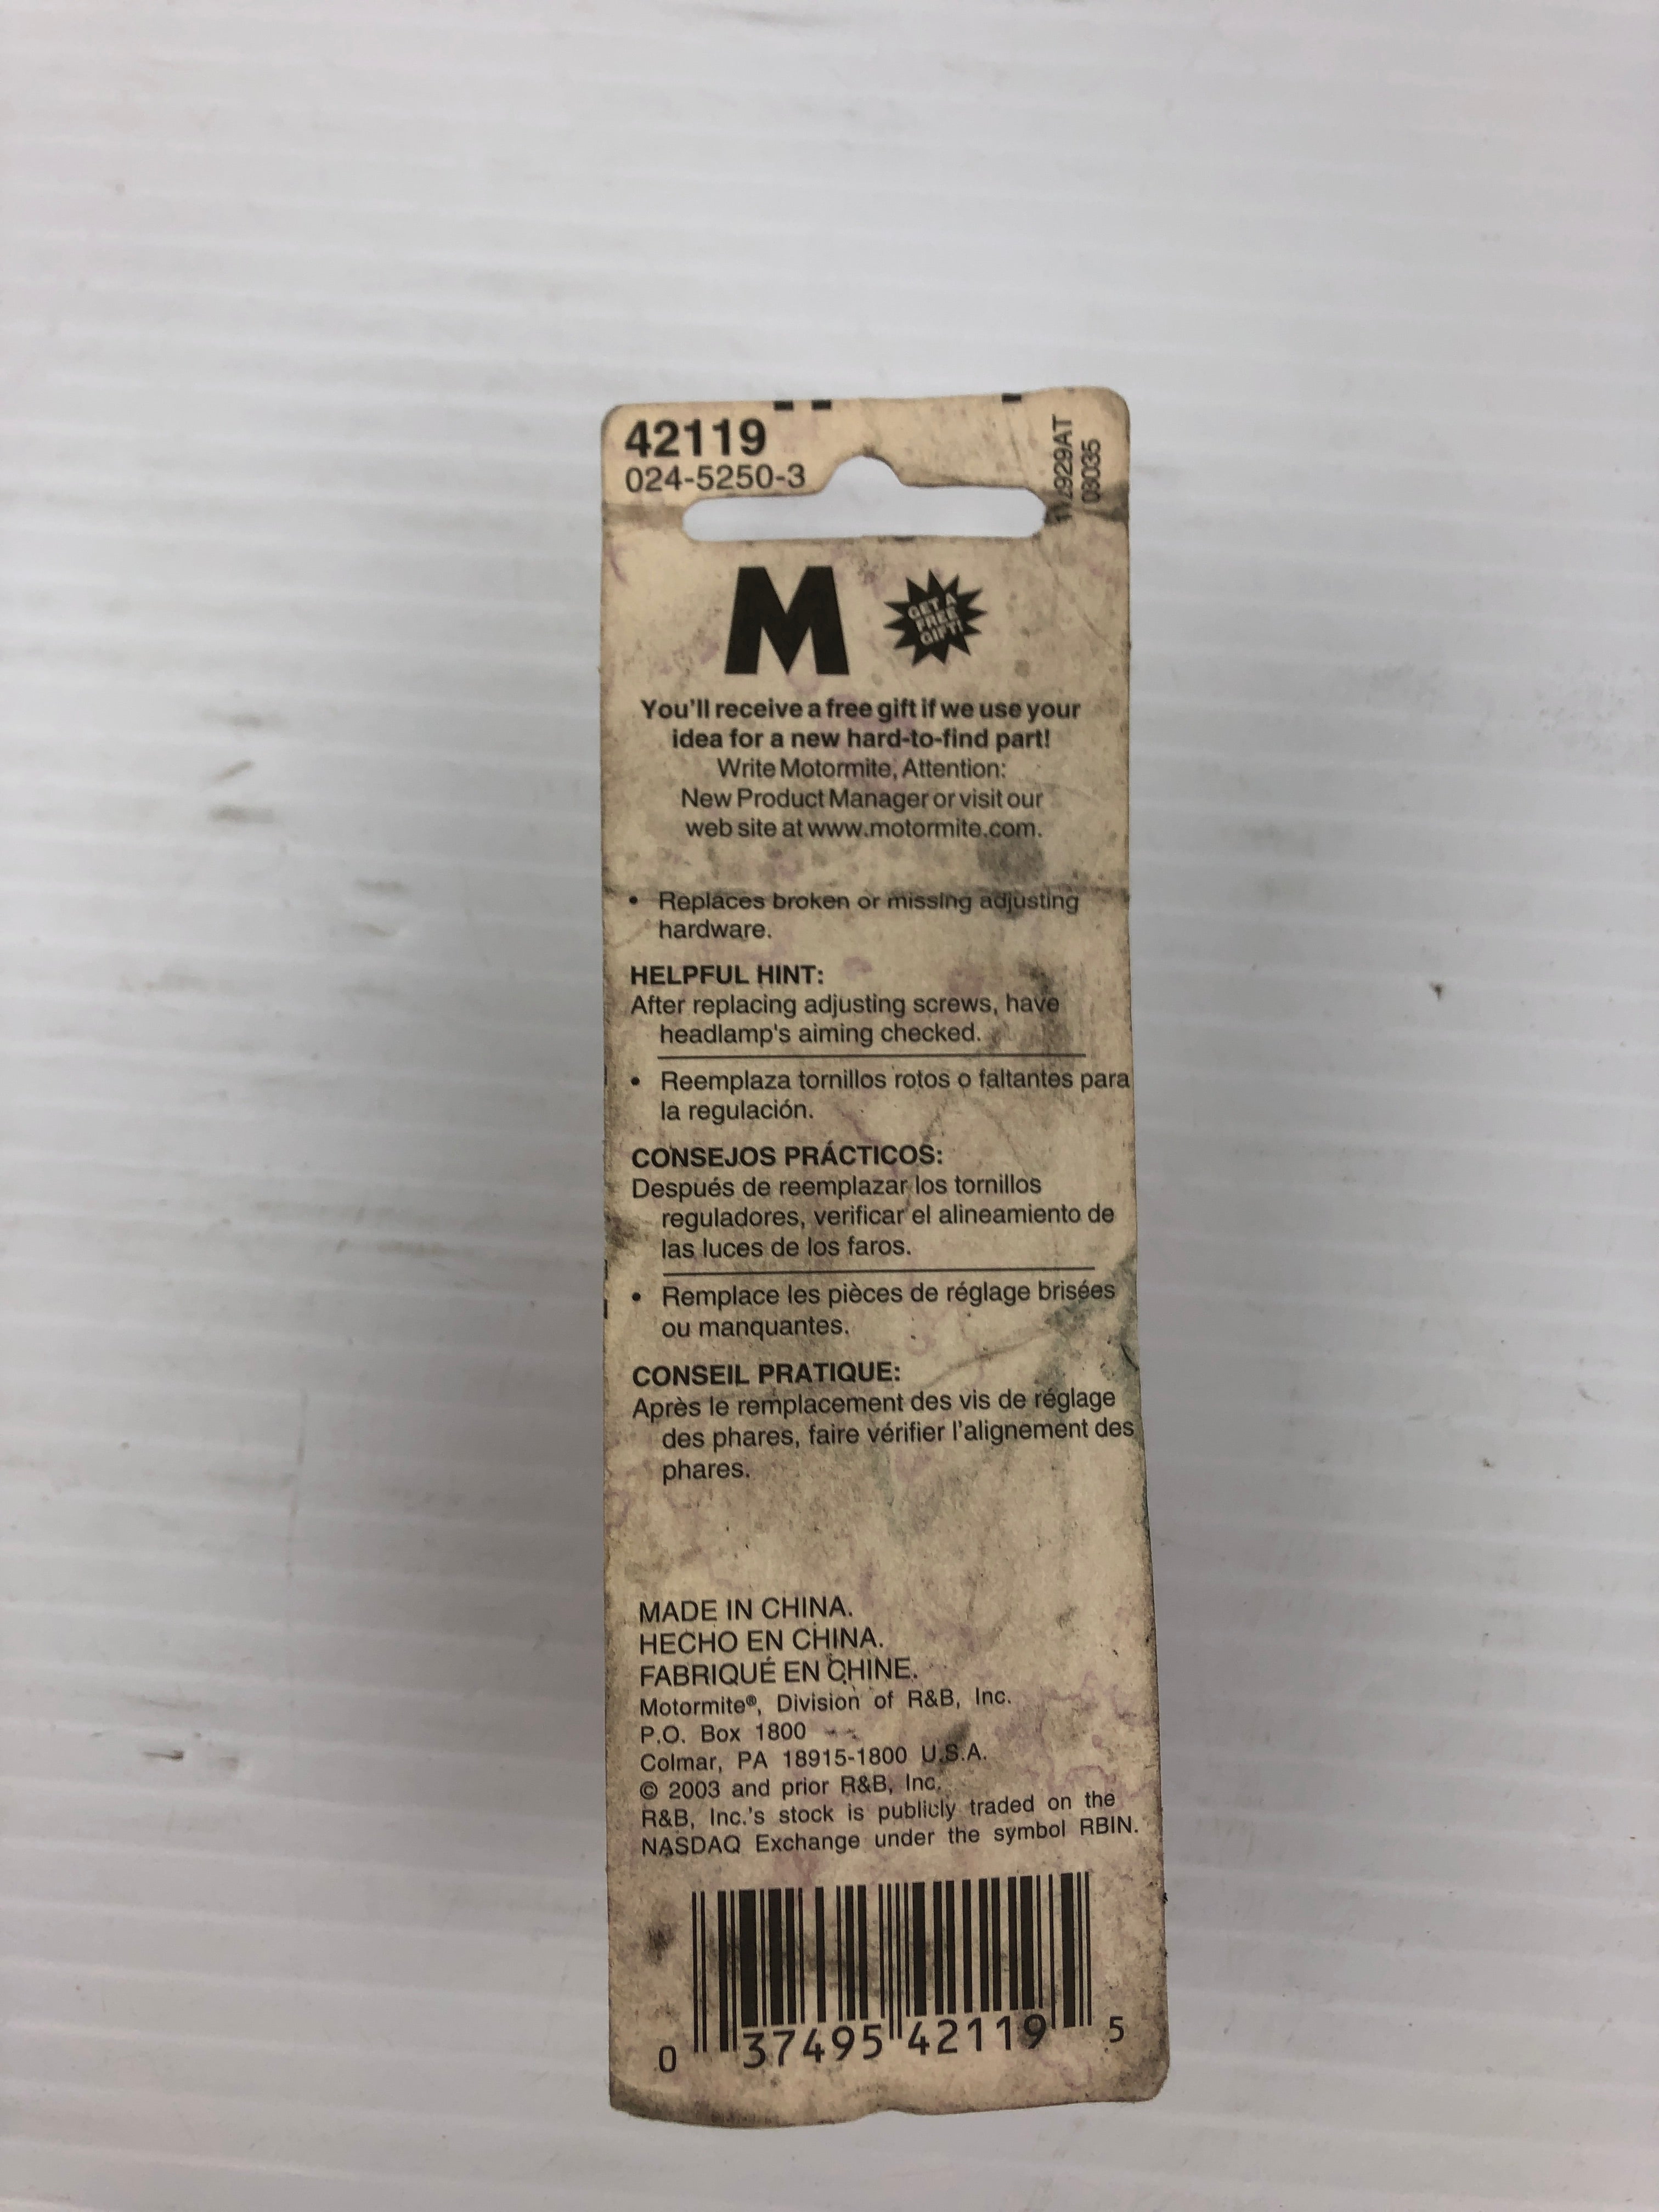 42119
024-5250-3
03035
M
GET A
FREE
GIFT!
You'll receive a free gift if we use your
idea for a new hard-to-find part!
Write Motormite, Attention:
New Product Manager or visit our
web site at www.motormite.com.
• Replaces broken or missing adjusting
hardware.
HELPFUL HINT:
After replacing adjusting screws, have
headlamp's aiming checked.
• Reemplaza tornillos rotos o faltantes para
la regulación.
CONSEJOS PRÁCTICOS:
Después de reemplazar los tornillos
reguladores, verificar el alineamiento de
las luces de los faros.
• Remplace les pièces de réglage brisées
ou manquantes.
CONSEIL PRATIQUE:
Après le remplacement des vis de réglage
des phares, faire vérifier l'alignement des
phares.
MADE IN CHINA.
HECHO EN CHINA.
FABRIQUÉ EN CHINE.
Motormite®, Division of R&B, Inc.
P.O. Box 1800
Colmar, PA 18915-1800 U.S.A.
© 2003 and prior R&B, Inc.
R&B, Inc.'s stock is publicly traded on the
NASDAQ Exchange under the symbol RBIN.
0 37495 42119 5